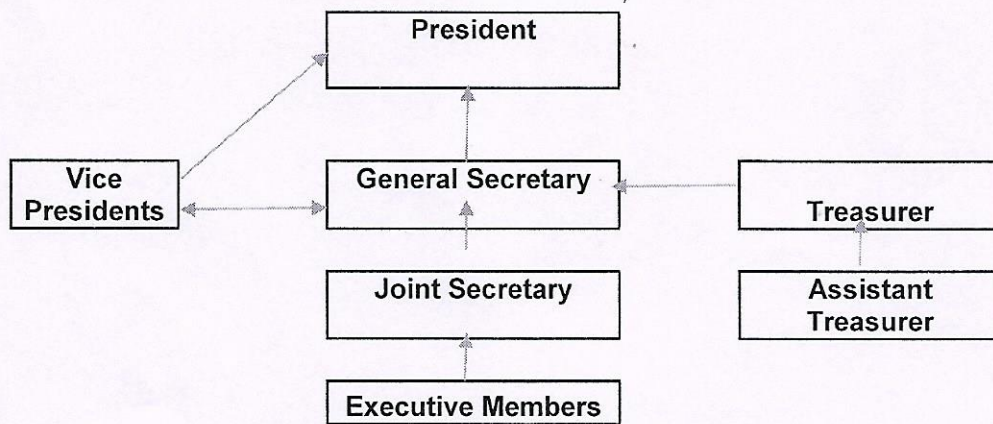 President
Vice
Presidents
General Secretary
Treasurer
Joint Secretary
Assistant
Treasurer
Executive Members